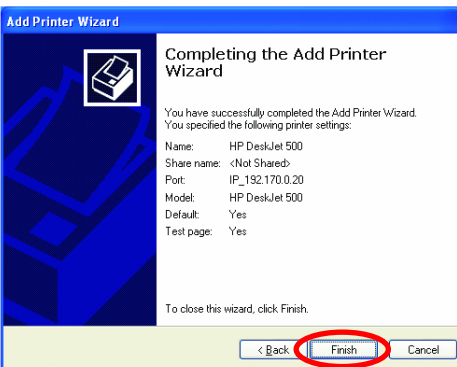 Add Printer Wizard
Completing the Add Printer
Wizard
You have successfully completed the Add Printer Wizard.
You specified the following printer settings:
Name: HP DeskJet 500
Share name: <Not Shared>
Port: IP_192.170.0.20
Model: HP DeskJet 500
Default: Yes
Test page: Yes
To close this wizard, click Finish.
< Back Finish Cancel